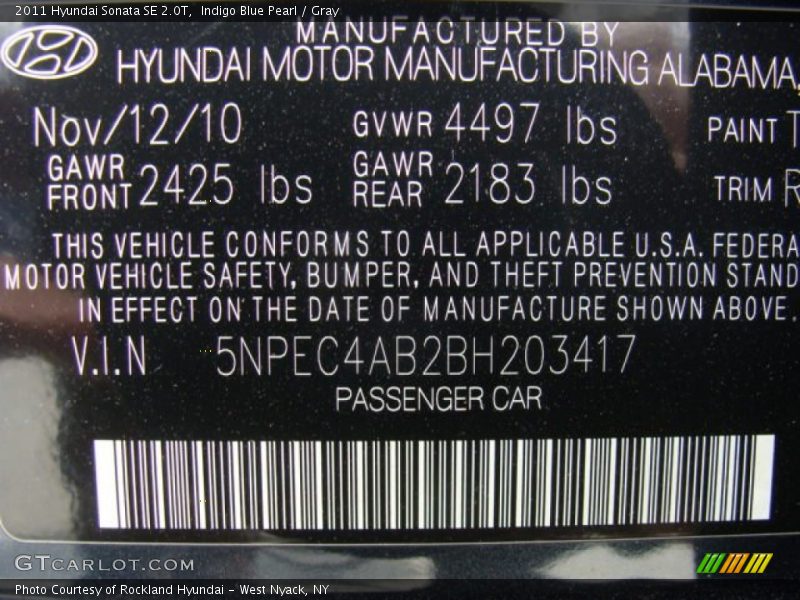 2011 Hyundai Sonata SE 2.0T,  Indigo Blue Pearl / Gray
MANUFACTURED BY
HYUNDAI MOTOR MANUFACTURING ALABAMA,
Nov/12/10 GVWR 4497 lbs PAINT
GAWR FRONT 2425 lbs GAWR REAR 2183 lbs TRIM
THIS VEHICLE CONFORMS TO ALL APPLICABLE U.S.A. FEDERA
MOTOR VEHICLE SAFETY, BUMPER, AND THEFT PREVENTION STAND
IN EFFECT ON THE DATE OF MANUFACTURE SHOWN ABOVE.
V.I.N 5NPEC4AB2BH203417
PASSENGER CAR
GTCARLOT.COM
Photo Courtesy of Rockland Hyundai – West Nyack, NY